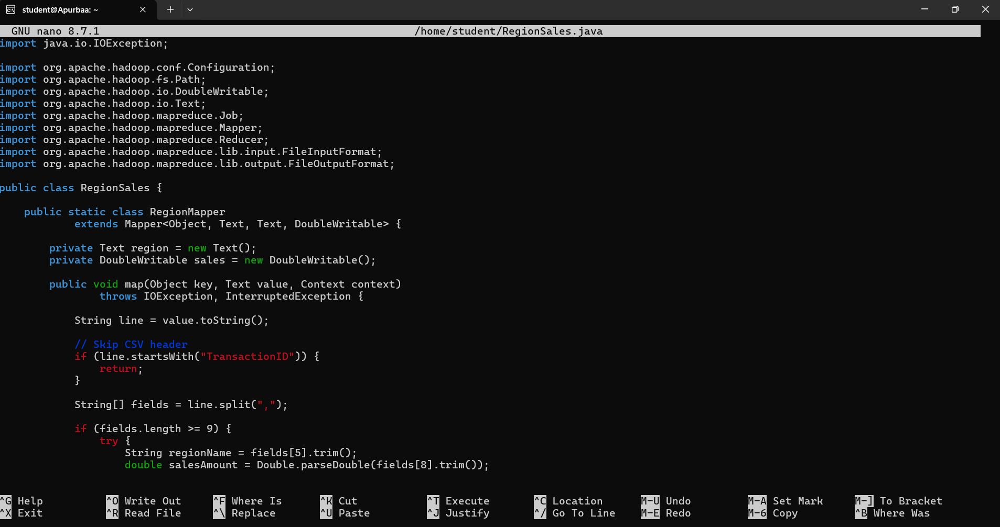 student@Apurbaa: ~
GNU nano 8.7.1 /home/student/RegionSales.java
import java.io.IOException;

import org.apache.hadoop.conf.Configuration;
import org.apache.hadoop.fs.Path;
import org.apache.hadoop.io.DoubleWritable;
import org.apache.hadoop.io.Text;
import org.apache.hadoop.mapreduce.Job;
import org.apache.hadoop.mapreduce.Mapper;
import org.apache.hadoop.mapreduce.Reducer;
import org.apache.hadoop.mapreduce.lib.input.FileInputFormat;
import org.apache.hadoop.mapreduce.lib.output.FileOutputFormat;

public class RegionSales {

    public static class RegionMapper
            extends Mapper<Object, Text, Text, DoubleWritable> {

        private Text region = new Text();
        private DoubleWritable sales = new DoubleWritable();

        public void map(Object key, Text value, Context context)
                throws IOException, InterruptedException {

            String line = value.toString();

            // Skip CSV header
            if (line.startsWith("TransactionID")) {
                return;
            }

            String[] fields = line.split(",");

            if (fields.length >= 9) {
                try {
                    String regionName = fields[5].trim();
                    double salesAmount = Double.parseDouble(fields[8].trim());

^G Help ^O Write Out ^F Where Is ^K Cut ^T Execute ^C Location M-U Undo M-A Set Mark M-] To Bracket
^X Exit ^R Read File ^\ Replace ^U Paste ^J Justify ^/ Go To Line M-E Redo M-6 Copy ^B Where Was